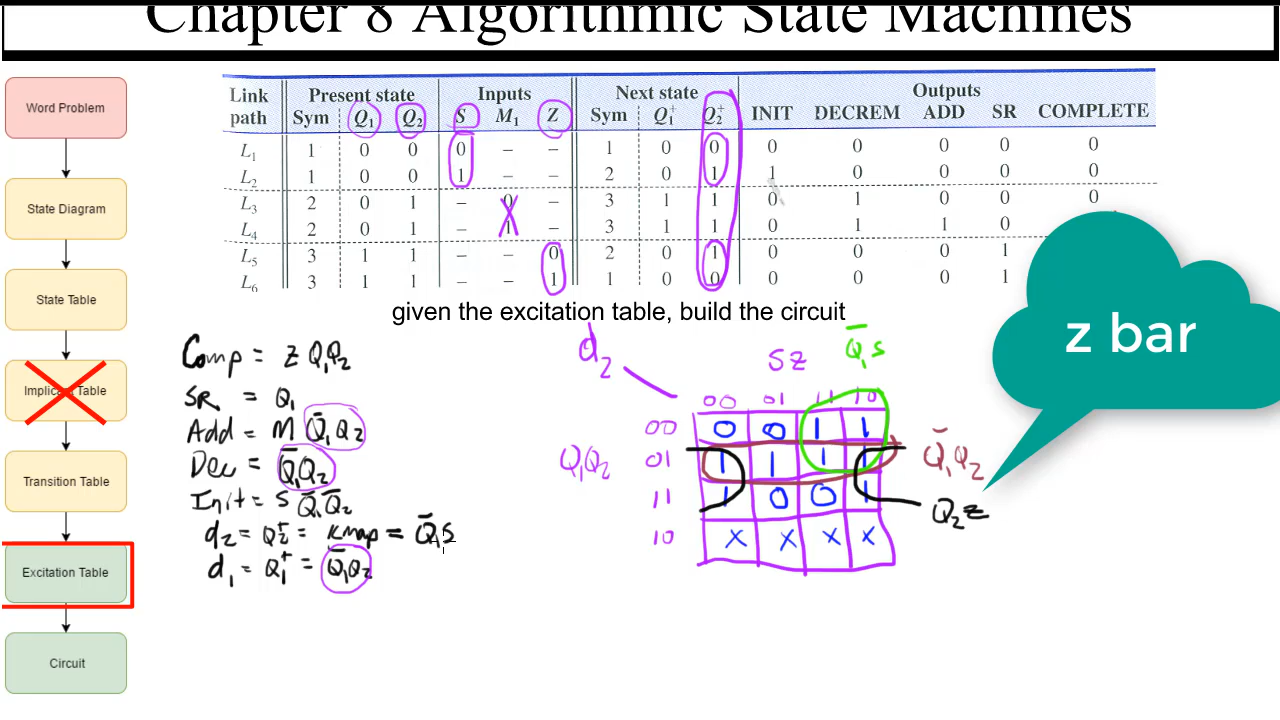 Chapter 8 Algorithmic State Machines
Word Problem
State Diagram
State Table
Implicant Table
Transition Table
Excitation Table
Circuit
Link Present state Inputs Next state Outputs
path Sym Q1 Q2 S M1 Z Sym Q1+ Q2+ INIT DECREM ADD SR COMPLETE
L1 1 0 0 0 – – 1 0 0 0 0 0 0 0
L2 1 0 0 1 – – 2 0 1 1 0 0 0 0
L3 2 0 1 – 0 – 3 1 1 0 1 0 0 0
L4 2 0 1 – 1 – 3 1 1 0 1 1 0
L5 3 1 1 – – 0 2 0 1 0 0 0 1
L6 3 1 1 – – 1 1 0 0 0 0 0 1
given the excitation table, build the circuit
z bar
Comp = Z Q1Q2
SR = Q1
Add = M Q̄1Q2
Dec = Q̄1Q2
Init = S Q̄1Q̄2
d2 = Q2+ = Kmap = Q̄1S
d1 = Q1+ = Q̄1Q2
d2
SZ
Q̄1S
00 01 11 10
00 0 0 1 1
Q1Q2
01 1 1 1 1
Q̄1Q2
11 1 0 0 1
Q2Z
10 X X X X